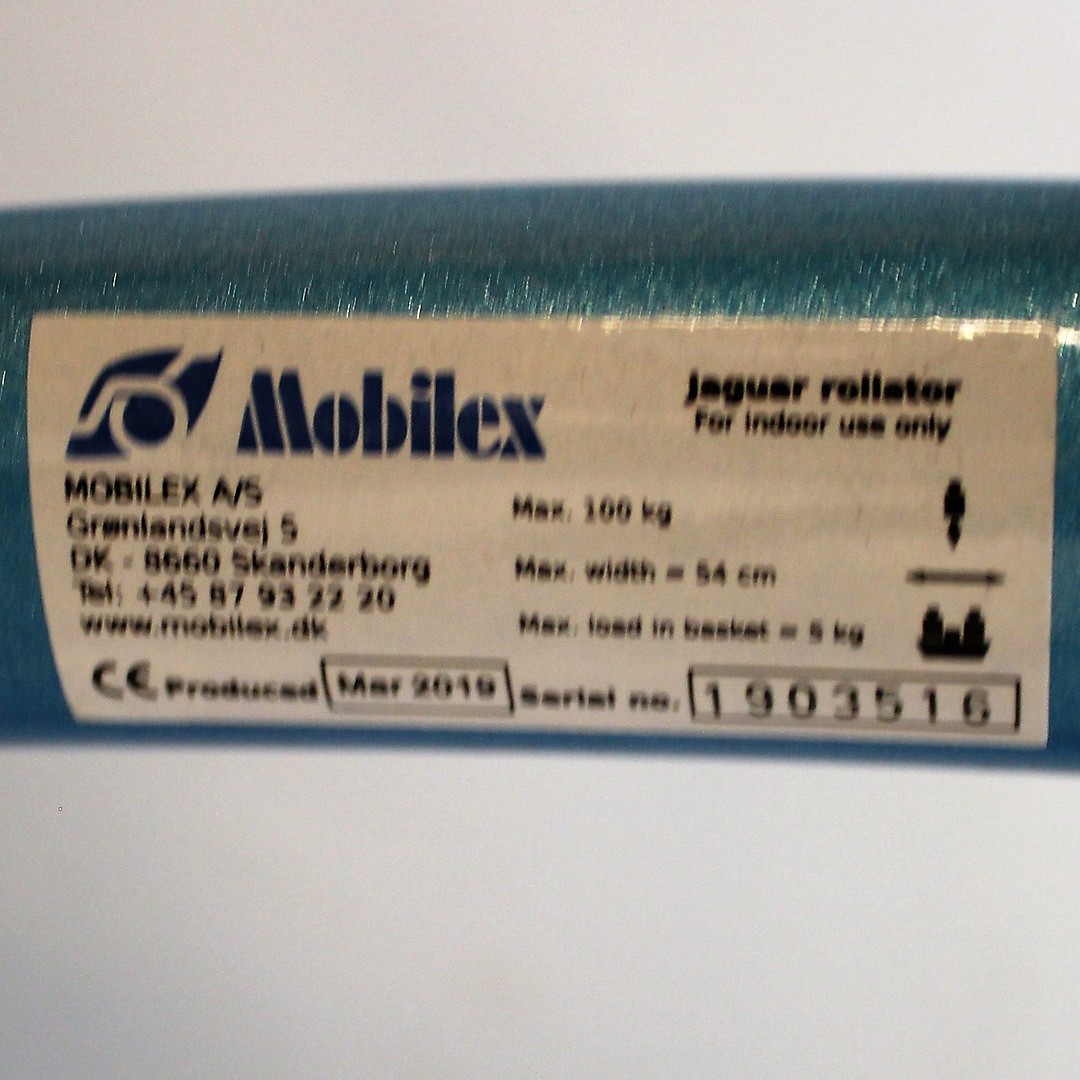 Mobilex
MOBILEX A/S
Grønlandsvej 5
DK - 8660 Skanderborg
Tel: +45 87 93 22 20
www.mobilex.dk
Jaguar rollator
For indoor use only
Max. 100 kg
Max. width = 54 cm
Max. load in basket = 5 kg
CE Produced Mar 2019 Serial no. 1903516